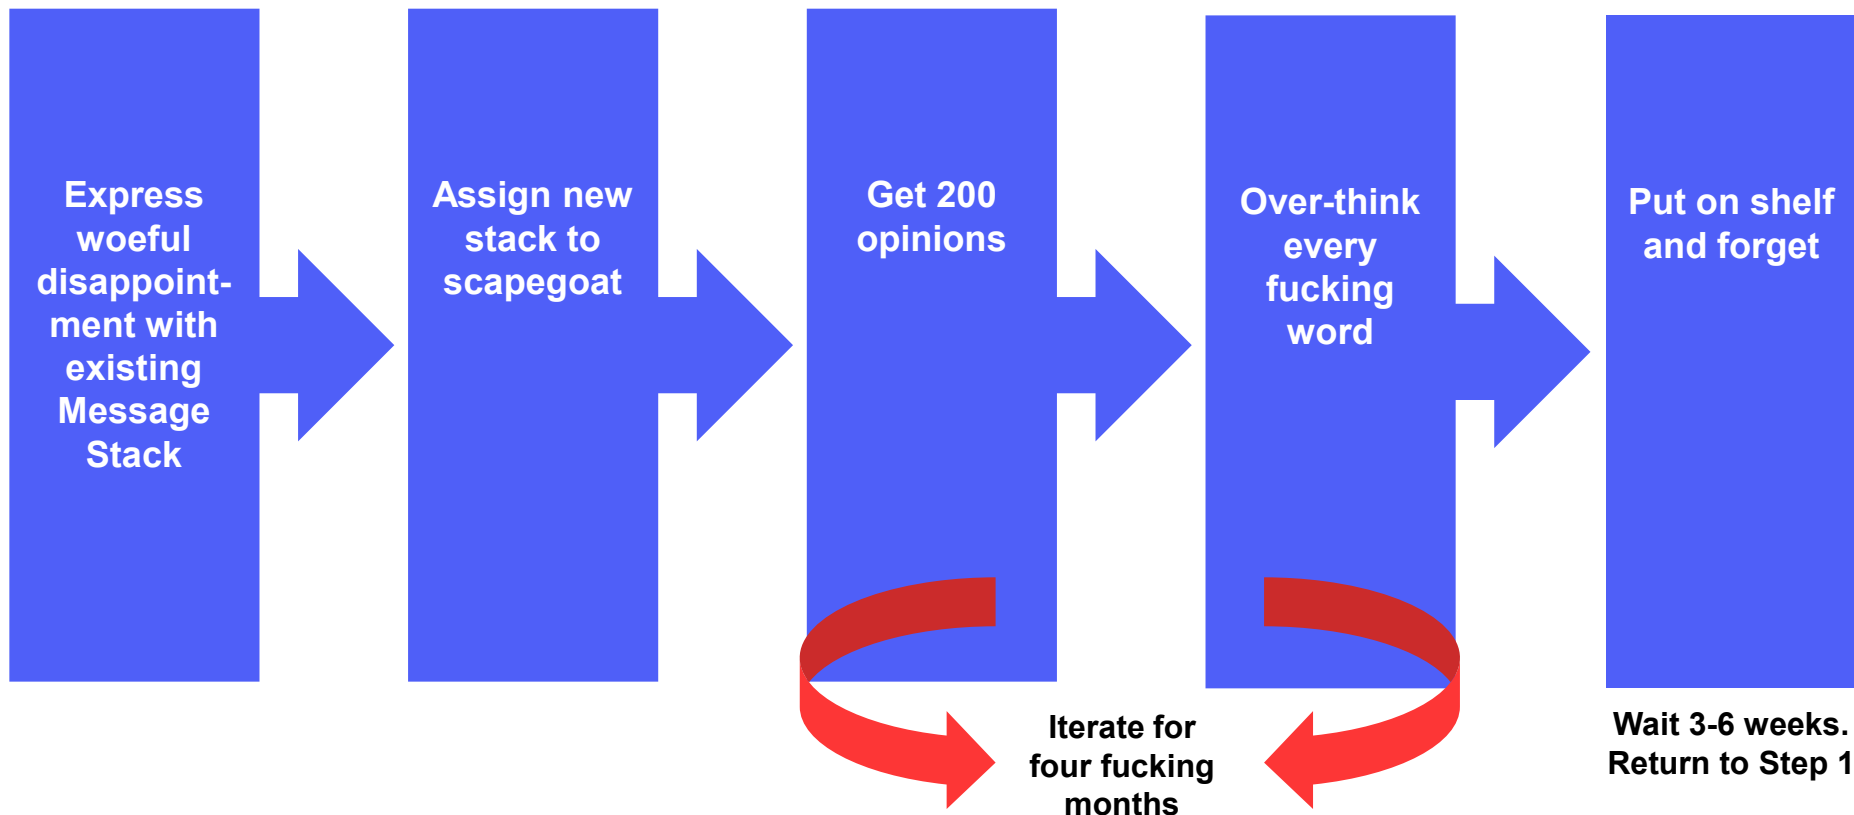 Express
woeful
disappoint-
ment with
existing
Message
Stack
Assign new
stack to
scapegoat
Get 200
opinions
Over-think
every
fucking
word
Put on shelf
and forget
Iterate for
four fucking
months
Wait 3-6 weeks.
Return to Step 1